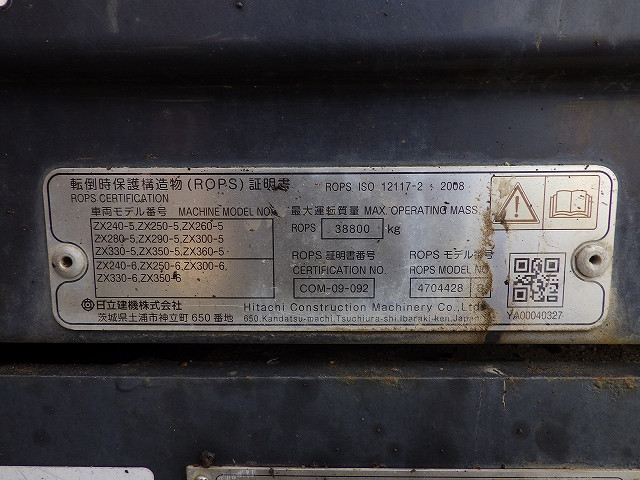 転倒時保護構造物(ROPS)証明書 ROPS ISO 12117-2 : 2008
ROPS CERTIFICATION
車両モデル番号 MACHINE MODEL NO.
ZX240-5,ZX250-5,ZX260-5
ZX280-5,ZX290-5,ZX300-5
ZX330-5,ZX350-5,ZX360-5
ZX240-6,ZX250-6,ZX300-6,
ZX330-6,ZX350-6
最大運転質量 MAX. OPERATING MASS
ROPS 38800 kg
ROPS 証明書番号
CERTIFICATION NO.
COM-09-092
ROPS モデル番号
ROPS MODEL NO.
4704428
日立建機株式会社 Hitachi Construction Machinery Co.,Ltd.
茨城県土浦市神立町650番地 650,Kandatsu-machi,Tsuchiura-shi,Ibaraki-ken,Japan
YA00040327